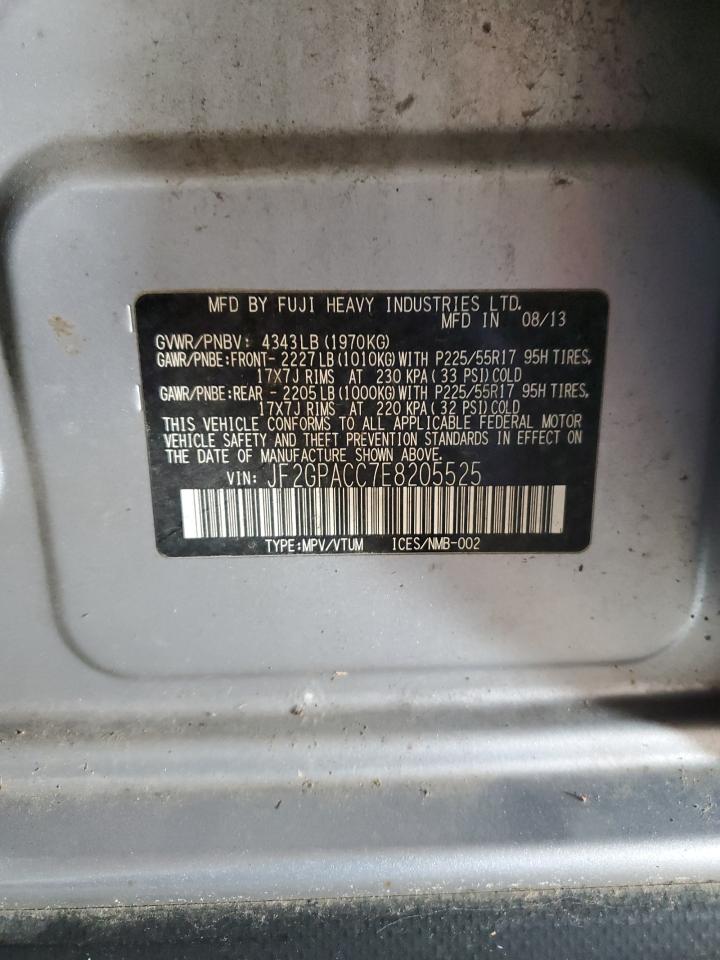 MFD BY FUJI HEAVY INDUSTRIES LTD.
MFD IN 08/13
GVWR/PNBV: 4343LB(1970KG)
GAWR/PNBE:FRONT- 2227LB(1010KG)WITH P225/55R17 95H TIRES,
17X7J RIMS AT 230 KPA(33 PSI)COLD
GAWR/PNBE:REAR - 2205LB(1000KG)WITH P225/55R17 95H TIRES,
17X7J RIMS AT 220 KPA(32 PSI)COLD
THIS VEHICLE CONFORMS TO ALL APPLICABLE FEDERAL MOTOR
VEHICLE SAFETY AND THEFT PREVENTION STANDARDS IN EFFECT ON
THE DATE OF MANUFACTURE SHOWN ABOVE.
VIN: JF2GPACC7E8205525
TYPE:MPV/VTUM ICES/NMB-002